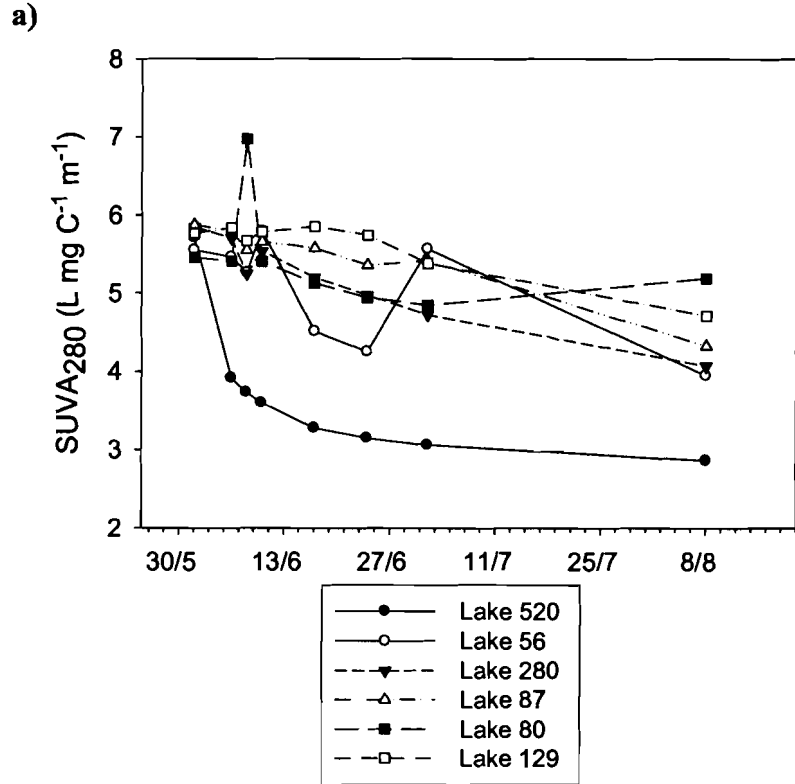 a)
8
7
6
5
4
3
2
SUVA280 (L mg C-1 m-1)
30/5 13/6 27/6 11/7 25/7 8/8
Lake 520
Lake 56
Lake 280
Lake 87
Lake 80
Lake 129